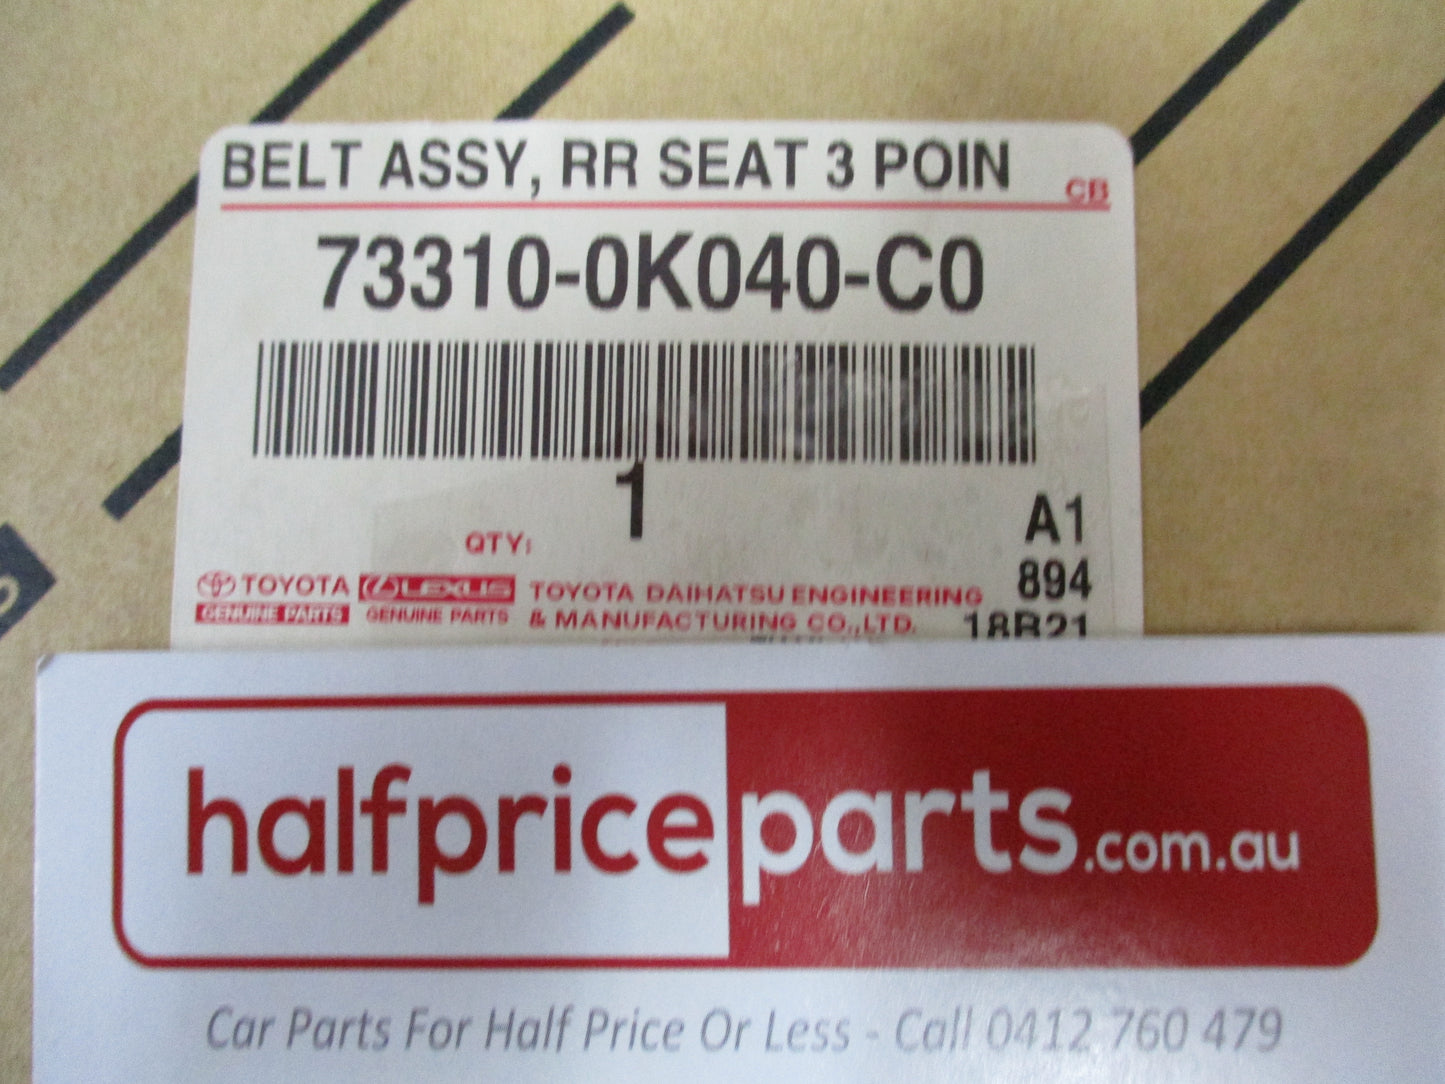 BELT ASSY, RR SEAT 3 POIN
CB
73310-0K040-C0
1
QTY:
A1
894
TOYOTA
GENUINE PARTS
LEXUS
GENUINE PARTS
TOYOTA DAIHATSU ENGINEERING
& MANUFACTURING CO.,LTD.
18B21
halfpriceparts.com.au
Car Parts For Half Price Or Less - Call 0412 760 479